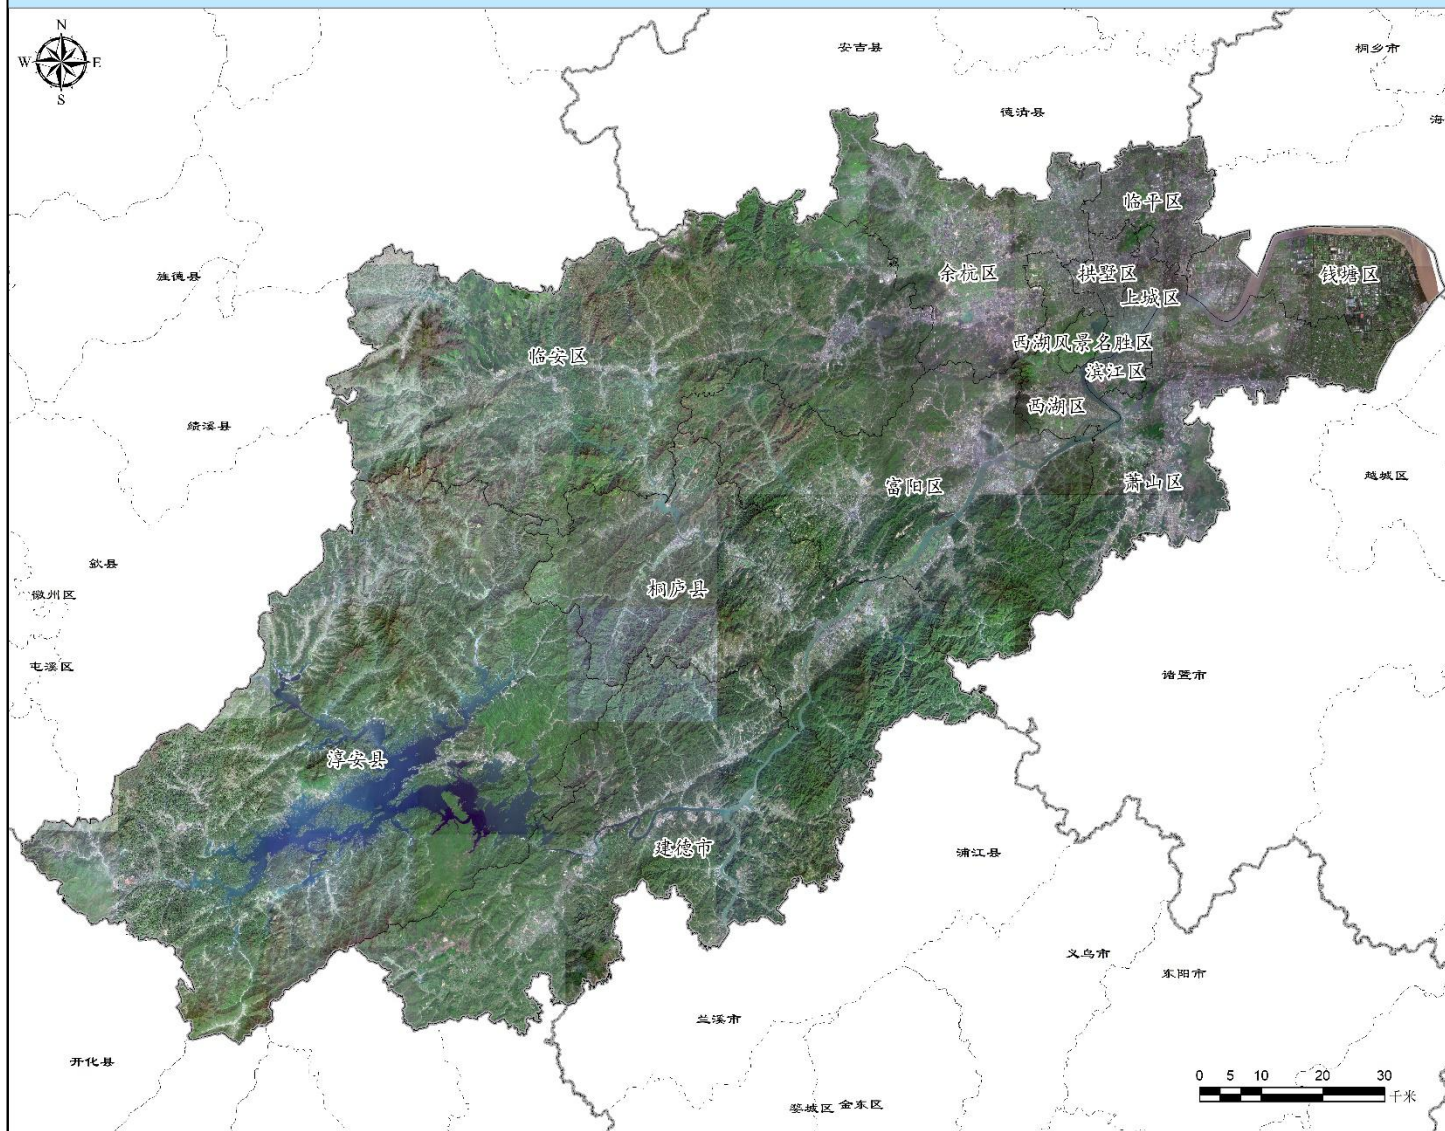 N
安吉县
桐乡市
W
E
S
德清县
海
临平区
旌德县
余杭区
拱墅区
钱塘区
上城区
西湖风景名胜区
临安区
滨江区
西湖区
绩溪县
越城区
富阳区
萧山区
歙县
桐庐县
徽州区
屯溪区
诸暨市
淳安县
建德市
浦江县
义乌市
东阳市
兰溪市
开化县
0 5 10 20 30
千米
婺城区
金东区